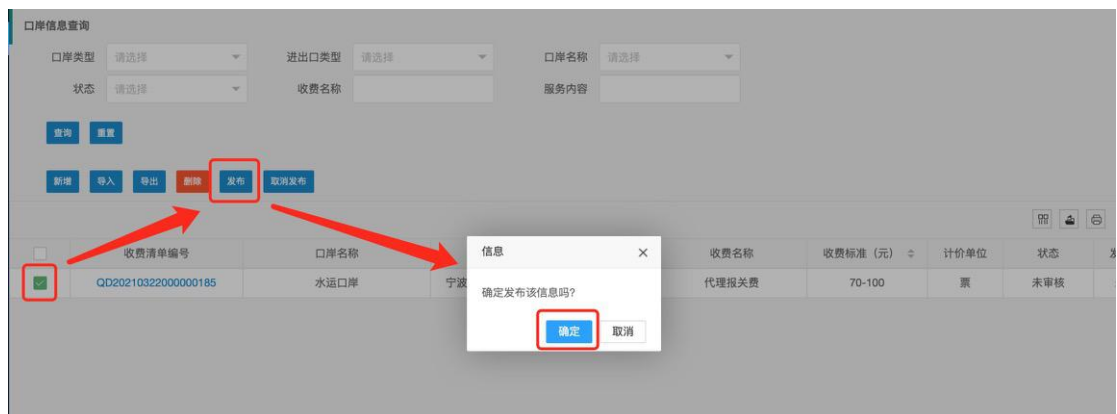 口岸信息查询
口岸类型 请选择 进出口类型 请选择 口岸名称 请选择
状态 请选择 收费名称 服务内容
查询 重置
新增 导入 导出 删除 发布 取消发布
收费清单编号 口岸名称 收费名称 收费标准（元） 计价单位 状态
QD20210322000000185 水运口岸 宁波 代理报关费 70-100 票 未审核
信息
确定发布该信息吗?
确定 取消